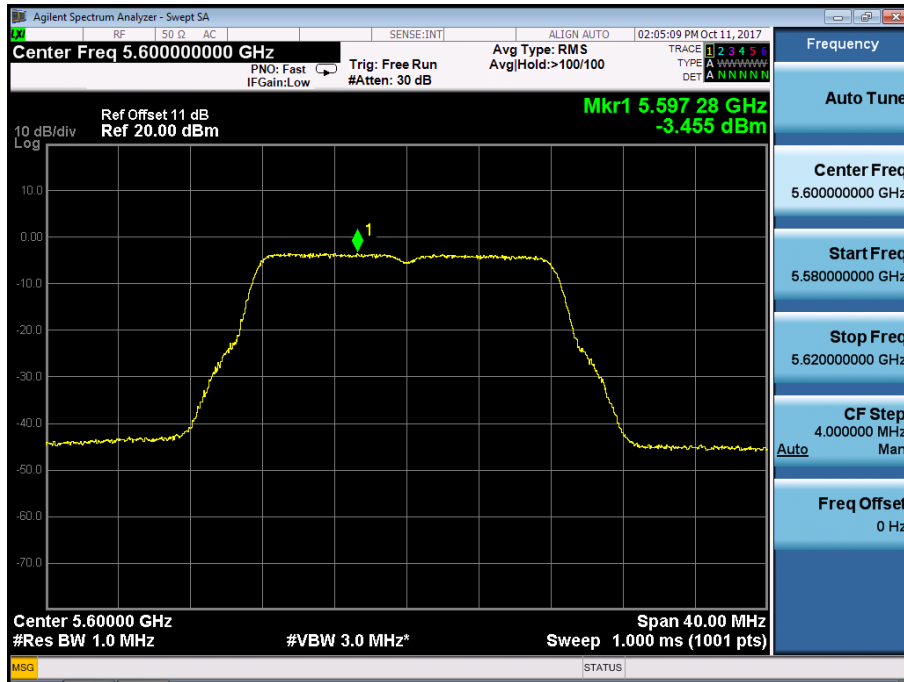 Agilent Spectrum Analyzer - Swept SA
LXI RF 50 Ω AC SENSE:INT ALIGN AUTO 02:05:09 PM Oct 11, 2017
Center Freq 5.600000000 GHz
PNO: Fast
IFGain:Low
Trig: Free Run
#Atten: 30 dB
Avg Type: RMS
Avg|Hold:>100/100
TRACE 1 2 3 4 5 6
TYPE A WWWWW
DET A N N N N N
Mkr1 5.597 28 GHz
-3.455 dBm
Ref Offset 11 dB
10 dB/div Ref 20.00 dBm
Log
1
10.0
0.00
-10.0
-20.0
-30.0
-40.0
-50.0
-60.0
-70.0
Center 5.60000 GHz Span 40.00 MHz
#Res BW 1.0 MHz #VBW 3.0 MHz* Sweep 1.000 ms (1001 pts)
MSG STATUS
Frequency
Auto Tune
Center Freq
5.600000000 GHz
Start Freq
5.580000000 GHz
Stop Freq
5.620000000 GHz
CF Step
4.000000 MHz
Auto Man
Freq Offset
0 Hz